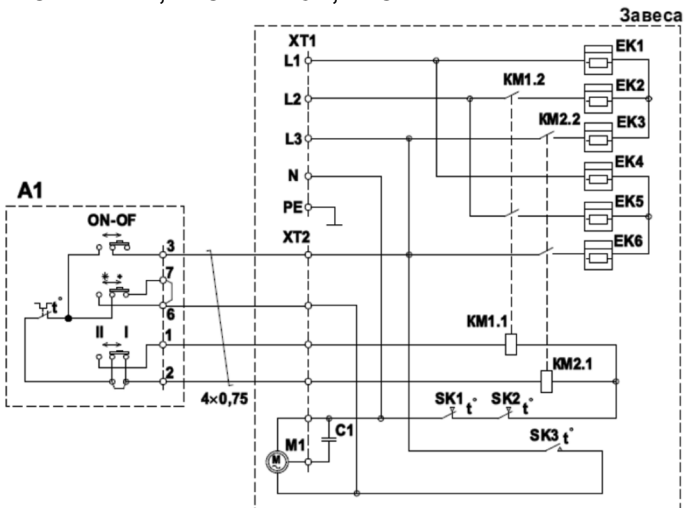 Завеса
XT1
L1
EK1
L2
KM1.2
EK2
L3
KM2.2
EK3
N
EK4
PE
EK5
XT2
EK6
A1
ON-OF
3
7
* •
t°
6
II I
1
2
4×0,75
KM1.1
KM2.1
SK1 t° SK2 t°
C1
M1
M
SK3 t°